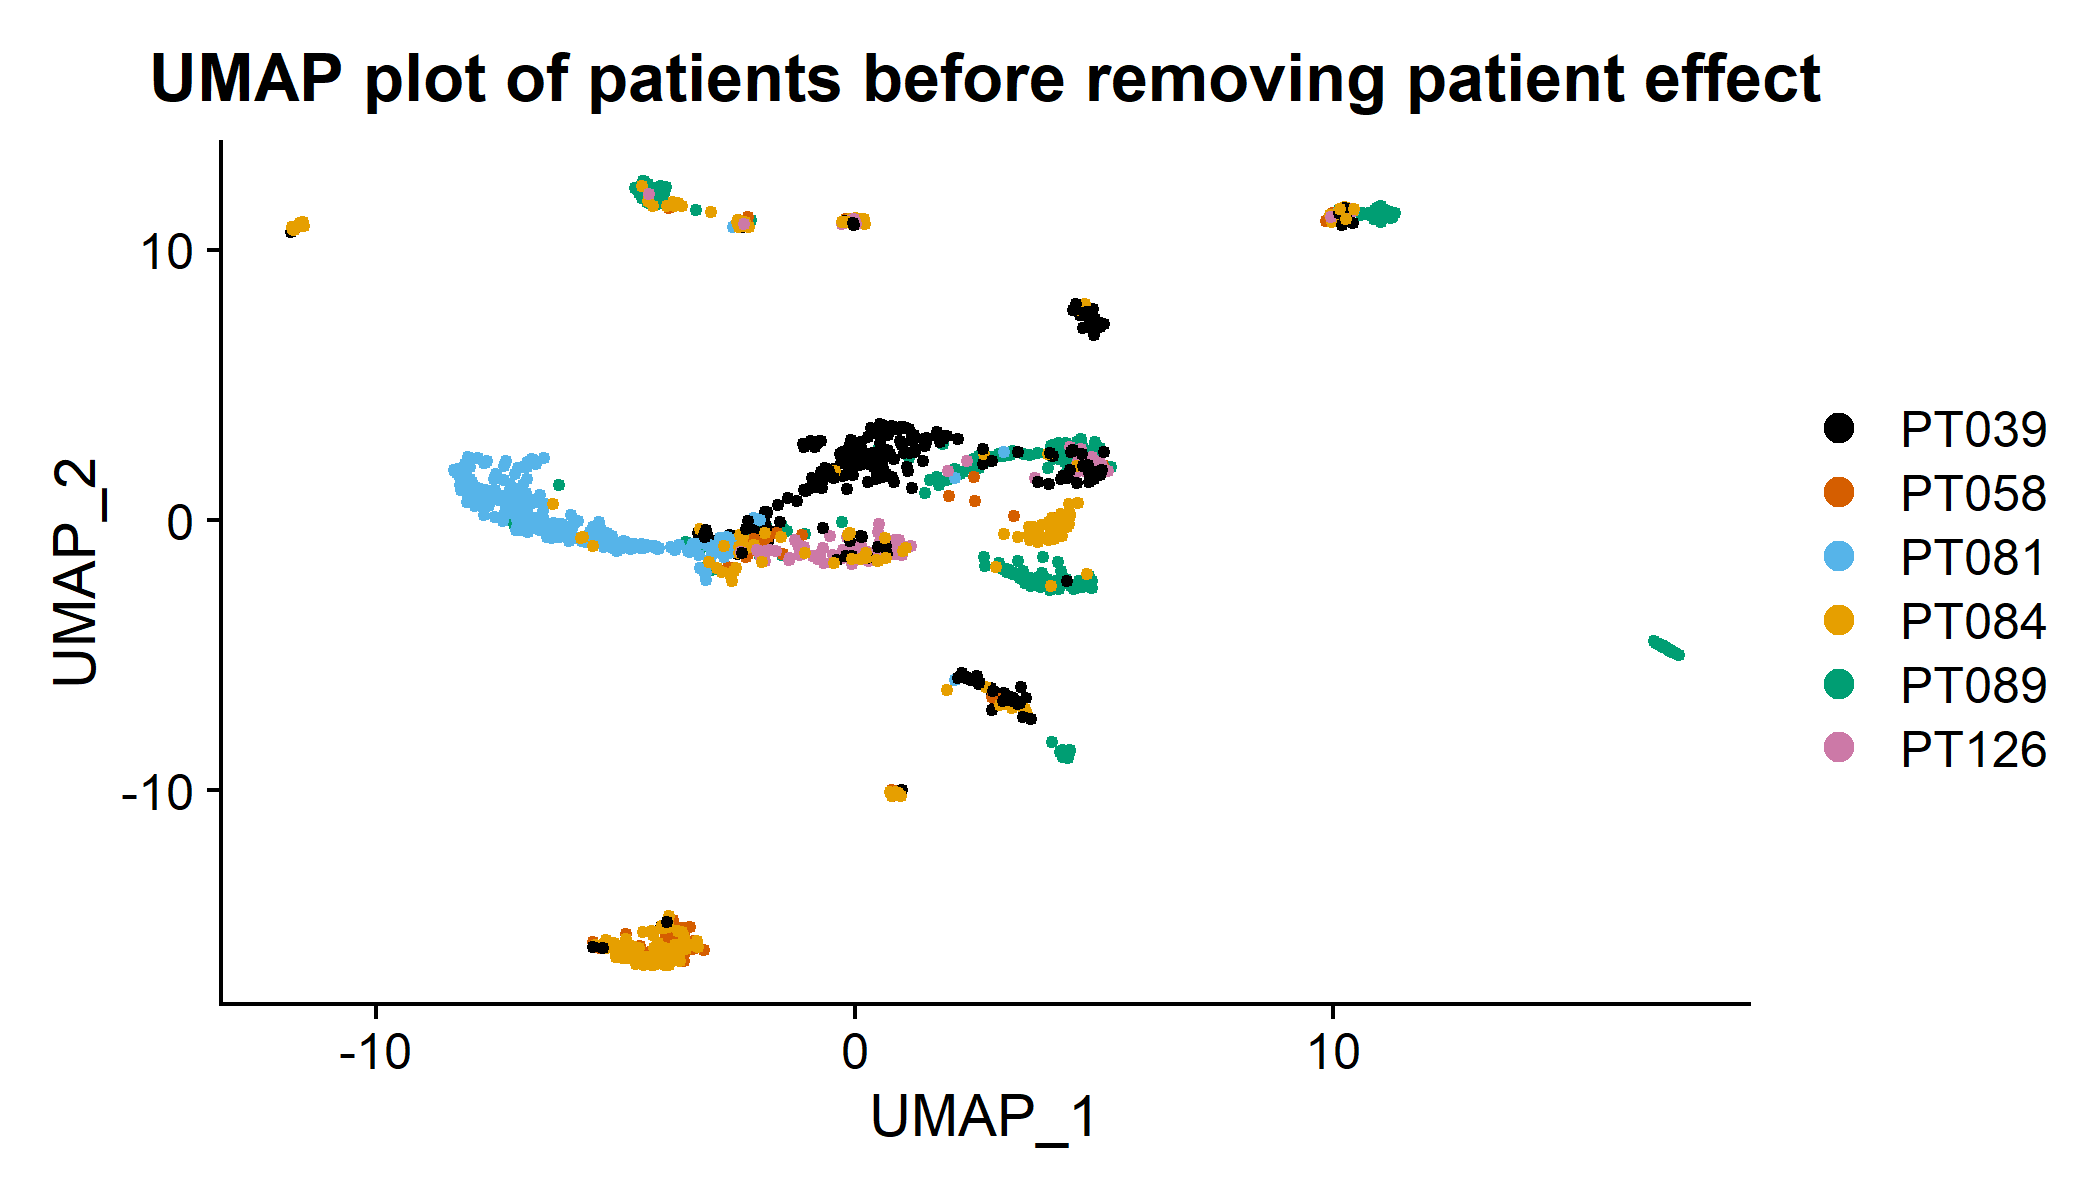 UMAP plot of patients before removing patient effect
10
0
-10
UMAP_2
-10
0
10
UMAP_1
PT039
PT058
PT081
PT084
PT089
PT126